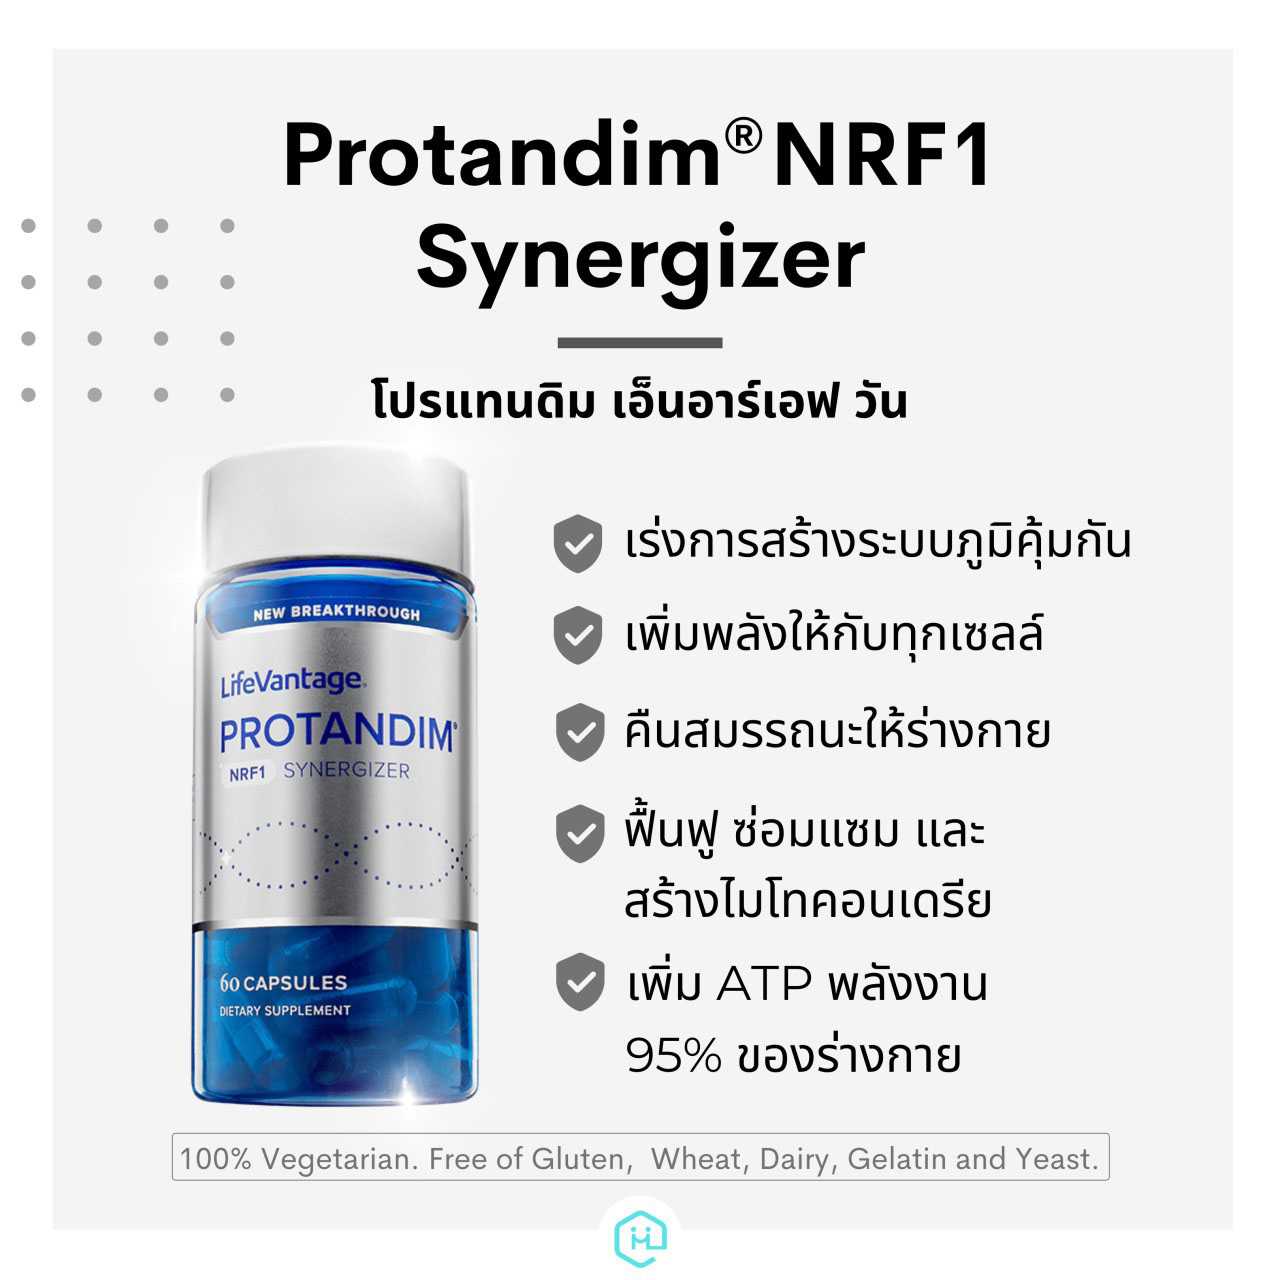 Protandim® NRF1
Synergizer
โปรแทนดิม เอ็นอาร์เอฟ วัน
NEW BREAKTHROUGH
LifeVantage®
PROTANDIM®
NRF1 SYNERGIZER
60 CAPSULES
DIETARY SUPPLEMENT
เร่งการสร้างระบบภูมิคุ้มกัน
เพิ่มพลังให้กับทุกเซลล์
คืนสมรรถนะให้ร่างกาย
ฟื้นฟู ซ่อมแซม และ
สร้างไมโทคอนเดรีย
เพิ่ม ATP พลังงาน
95% ของร่างกาย
100% Vegetarian. Free of Gluten, Wheat, Dairy, Gelatin and Yeast.